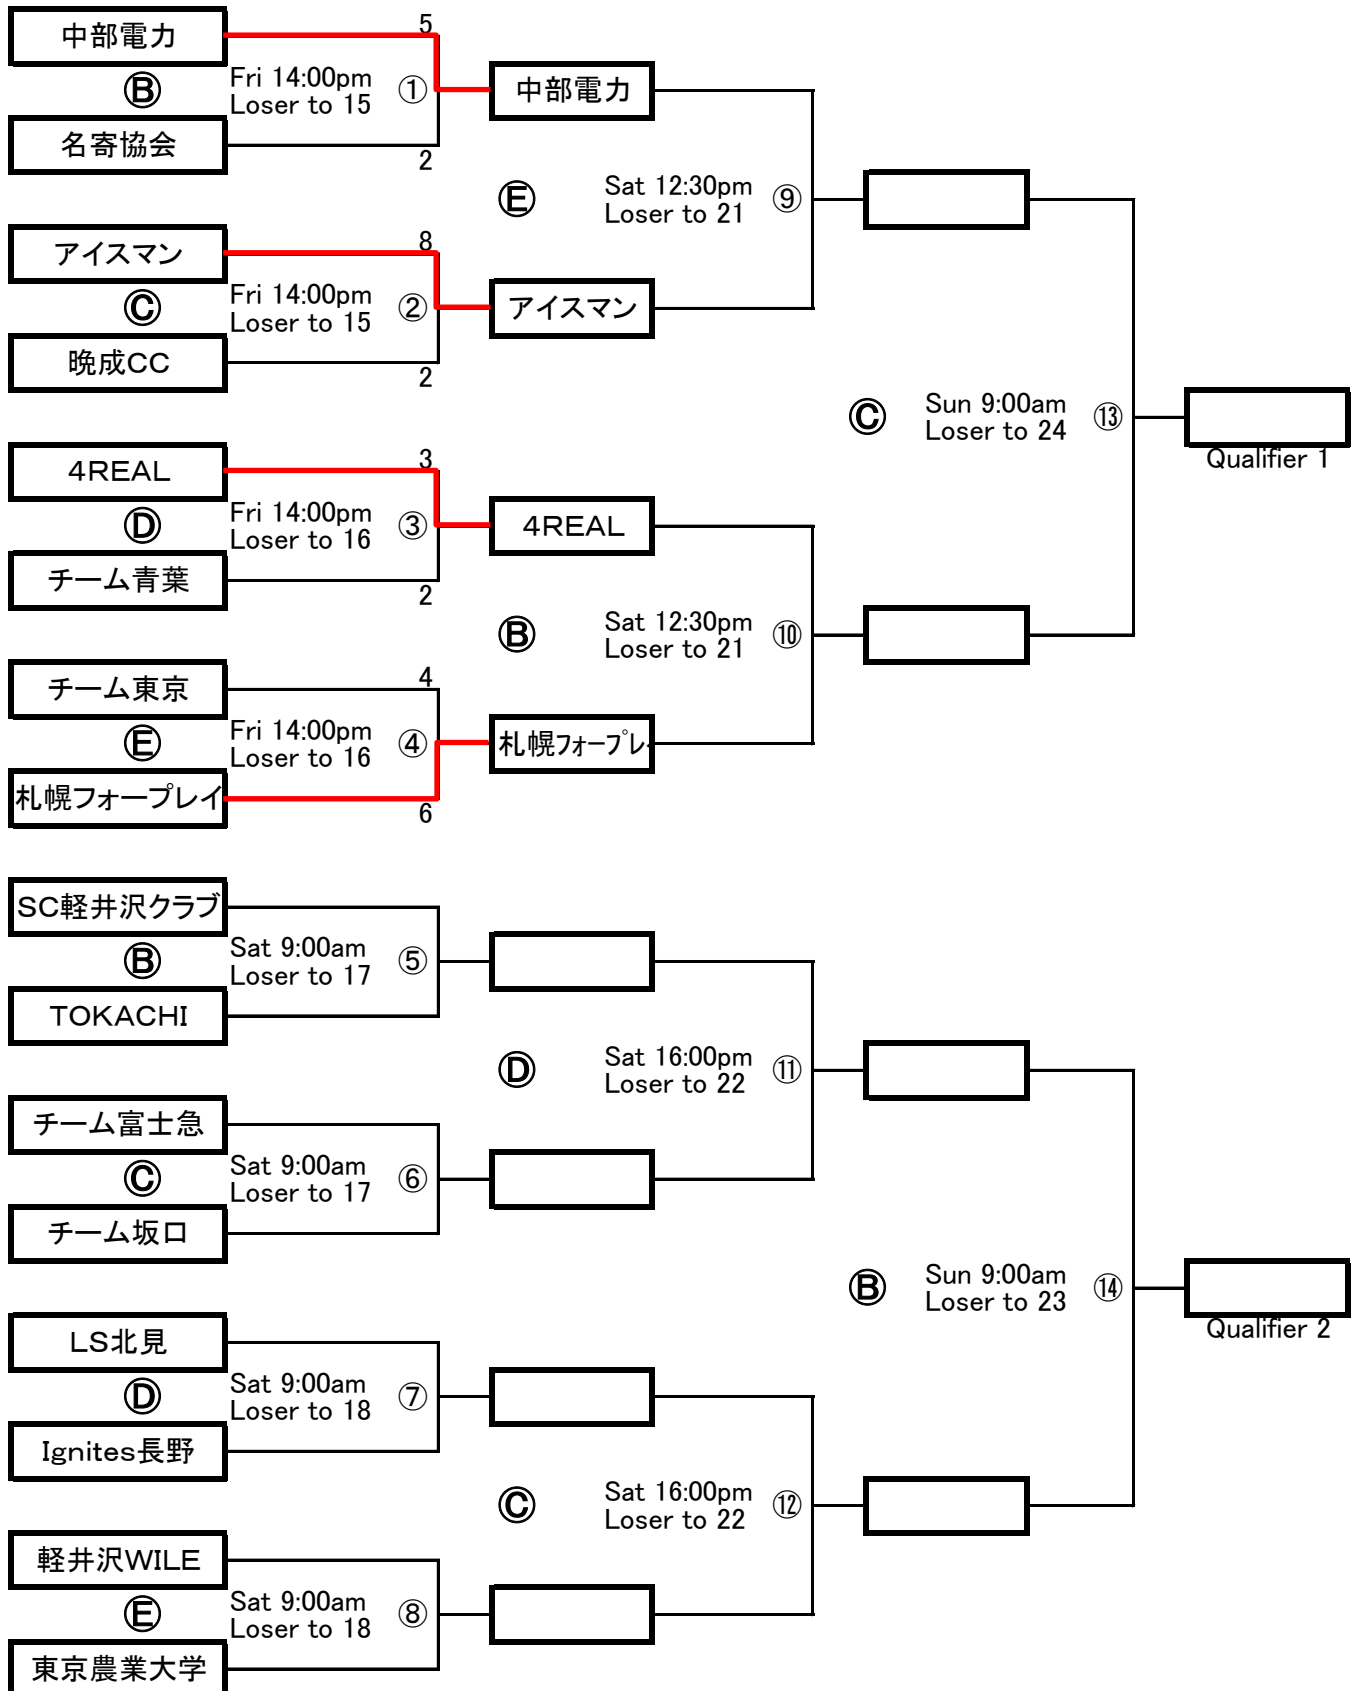 中部電力
5
Ⓑ
Fri 14:00pm
Loser to 15
①
中部電力
名寄協会
2
Ⓔ
Sat 12:30pm
Loser to 21
⑨
アイスマン
8
Ⓒ
Fri 14:00pm
Loser to 15
②
アイスマン
晩成CC
2
Ⓒ
Sun 9:00am
Loser to 24
⑬
Qualifier 1
4REAL
3
Ⓓ
Fri 14:00pm
Loser to 16
③
4REAL
チーム青葉
2
Ⓑ
Sat 12:30pm
Loser to 21
⑩
チーム東京
4
Ⓔ
Fri 14:00pm
Loser to 16
④
札幌フォープレ
札幌フォープレイ
6
SC軽井沢クラブ
Ⓑ
Sat 9:00am
Loser to 17
⑤
TOKACHI
Ⓓ
Sat 16:00pm
Loser to 22
⑪
チーム富士急
Ⓒ
Sat 9:00am
Loser to 17
⑥
チーム坂口
Ⓑ
Sun 9:00am
Loser to 23
⑭
Qualifier 2
LS北見
Ⓓ
Sat 9:00am
Loser to 18
⑦
Ignites長野
Ⓒ
Sat 16:00pm
Loser to 22
⑫
軽井沢WILE
Ⓔ
Sat 9:00am
Loser to 18
⑧
東京農業大学